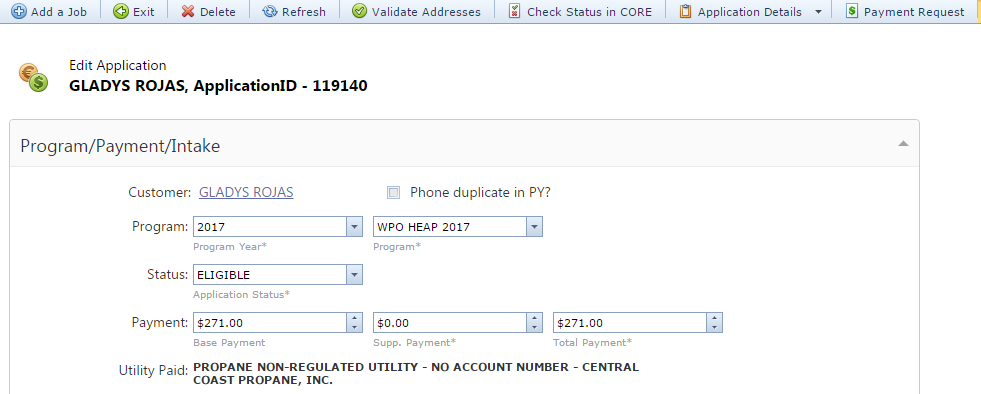 Add a Job Exit Delete Refresh Validate Addresses Check Status in CORE Application Details Payment Request
Edit Application
GLADYS ROJAS, ApplicationID - 119140
Program/Payment/Intake
Customer: GLADYS ROJAS Phone duplicate in PY?
Program: 2017 WPO HEAP 2017
Program Year* Program*
Status: ELIGIBLE
Application Status*
Payment: $271.00 $0.00 $271.00
Base Payment Supp. Payment* Total Payment*
Utility Paid: PROPANE NON-REGULATED UTILITY - NO ACCOUNT NUMBER - CENTRAL
COAST PROPANE, INC.